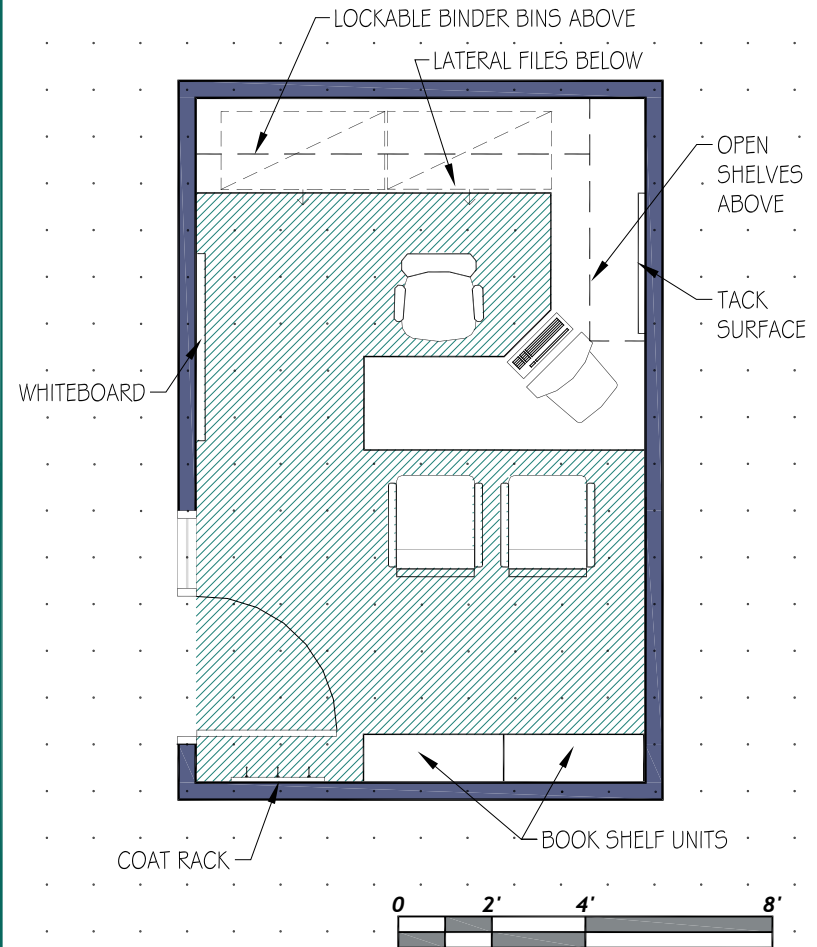 LOCKABLE BINDER BINS ABOVE
LATERAL FILES BELOW
OPEN
SHELVES
ABOVE
TACK
SURFACE
WHITEBOARD
BOOK SHELF UNITS
COAT RACK
0 2' 4' 8'